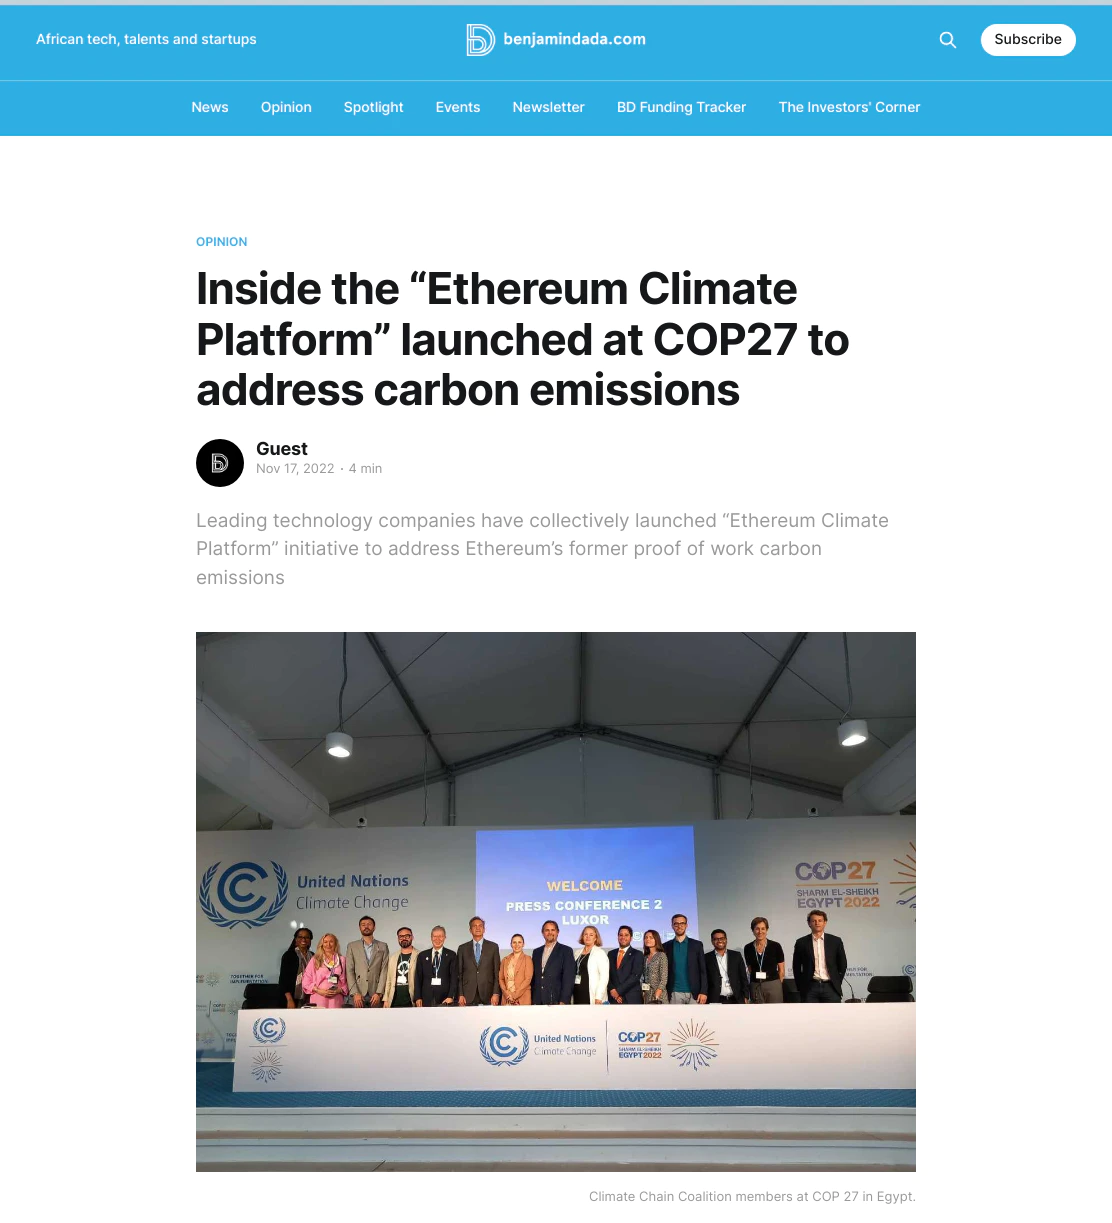 African tech, talents and startups
benjamindada.com
Subscribe
News Opinion Spotlight Events Newsletter BD Funding Tracker The Investors' Corner
OPINION
Inside the “Ethereum Climate
Platform” launched at COP27 to
address carbon emissions
Guest
Nov 17, 2022 • 4 min
Leading technology companies have collectively launched “Ethereum Climate
Platform” initiative to address Ethereum’s former proof of work carbon
emissions
United Nations
Climate Change
WELCOME
PRESS CONFERENCE 2
LUXOR
COP27
SHARM EL-SHEIKH
EGYPT 2022
TOGETHER FOR
IMPLEMENTATION
United Nations
Climate Change
COP27
SHARM EL-SHEIKH
EGYPT 2022
Climate Chain Coalition members at COP 27 in Egypt.